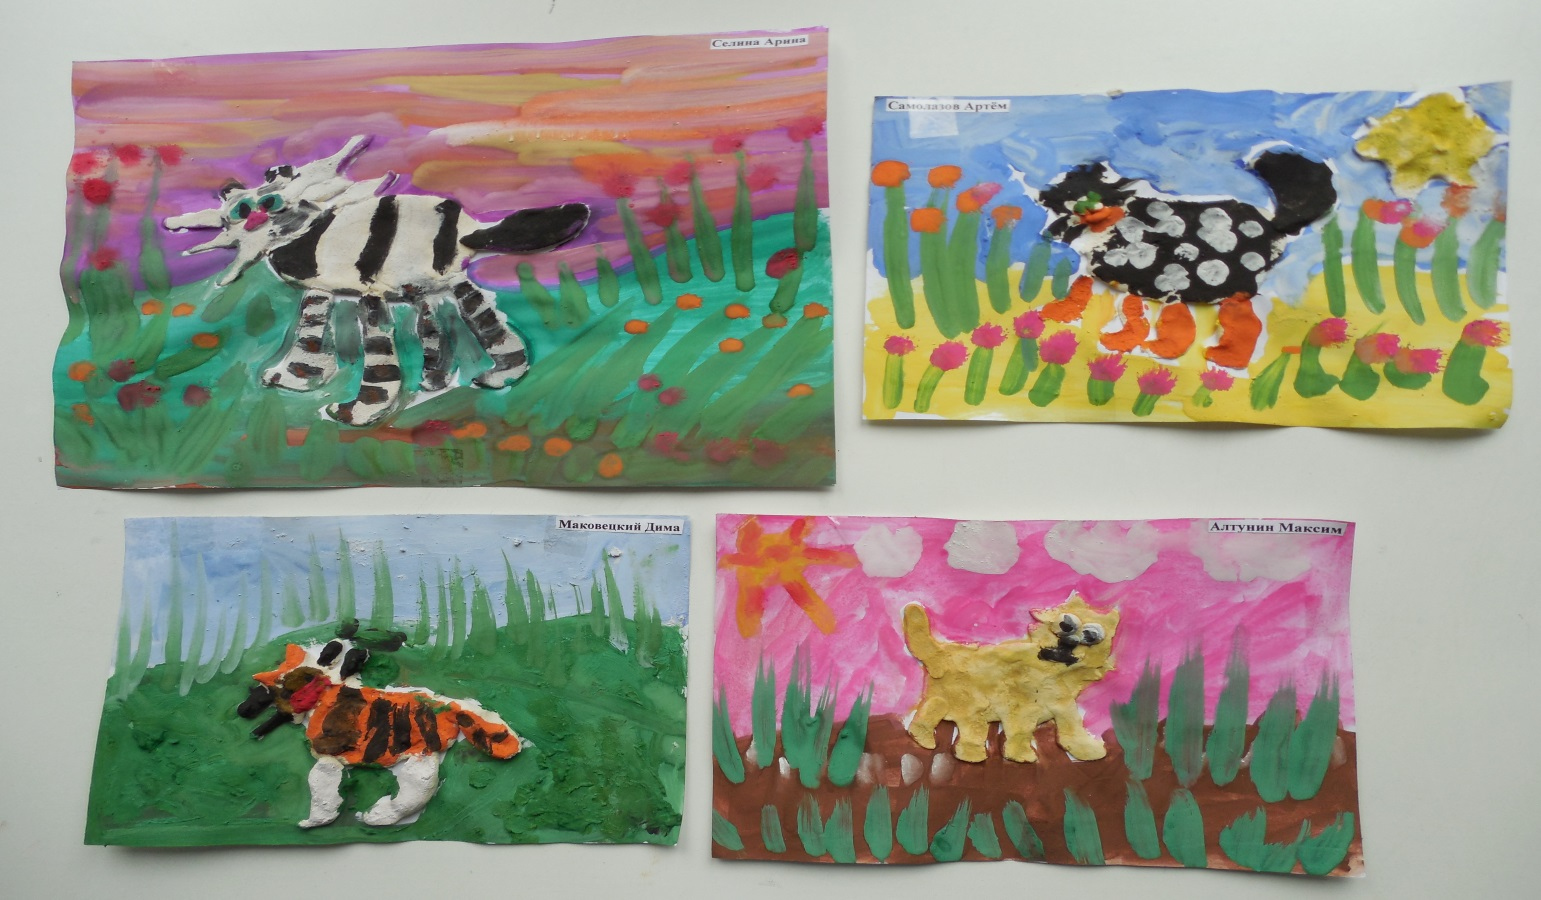 Селина Арина
Самолазов Артём
Маковецкий Дима
Алтунин Максим